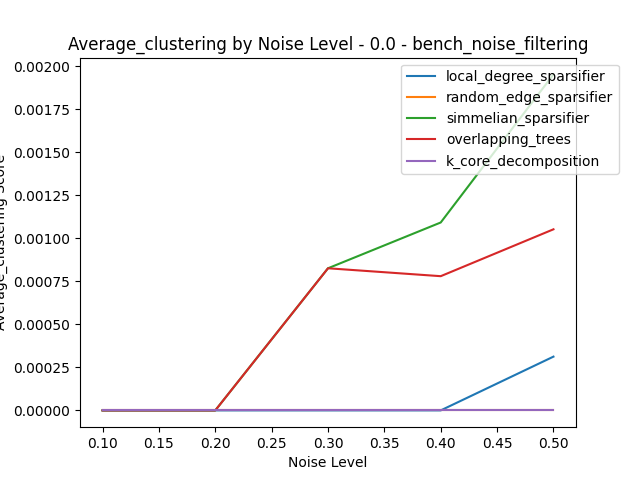 Average_clustering by Noise Level - 0.0 - bench_noise_filtering
0.00200
0.00175
0.00150
0.00125
0.00100
0.00075
0.00050
0.00025
0.00000
Average_clustering Score
local_degree_sparsifier
random_edge_sparsifier
simmelian_sparsifier
overlapping_trees
k_core_decomposition
0.10 0.15 0.20 0.25 0.30 0.35 0.40 0.45 0.50
Noise Level